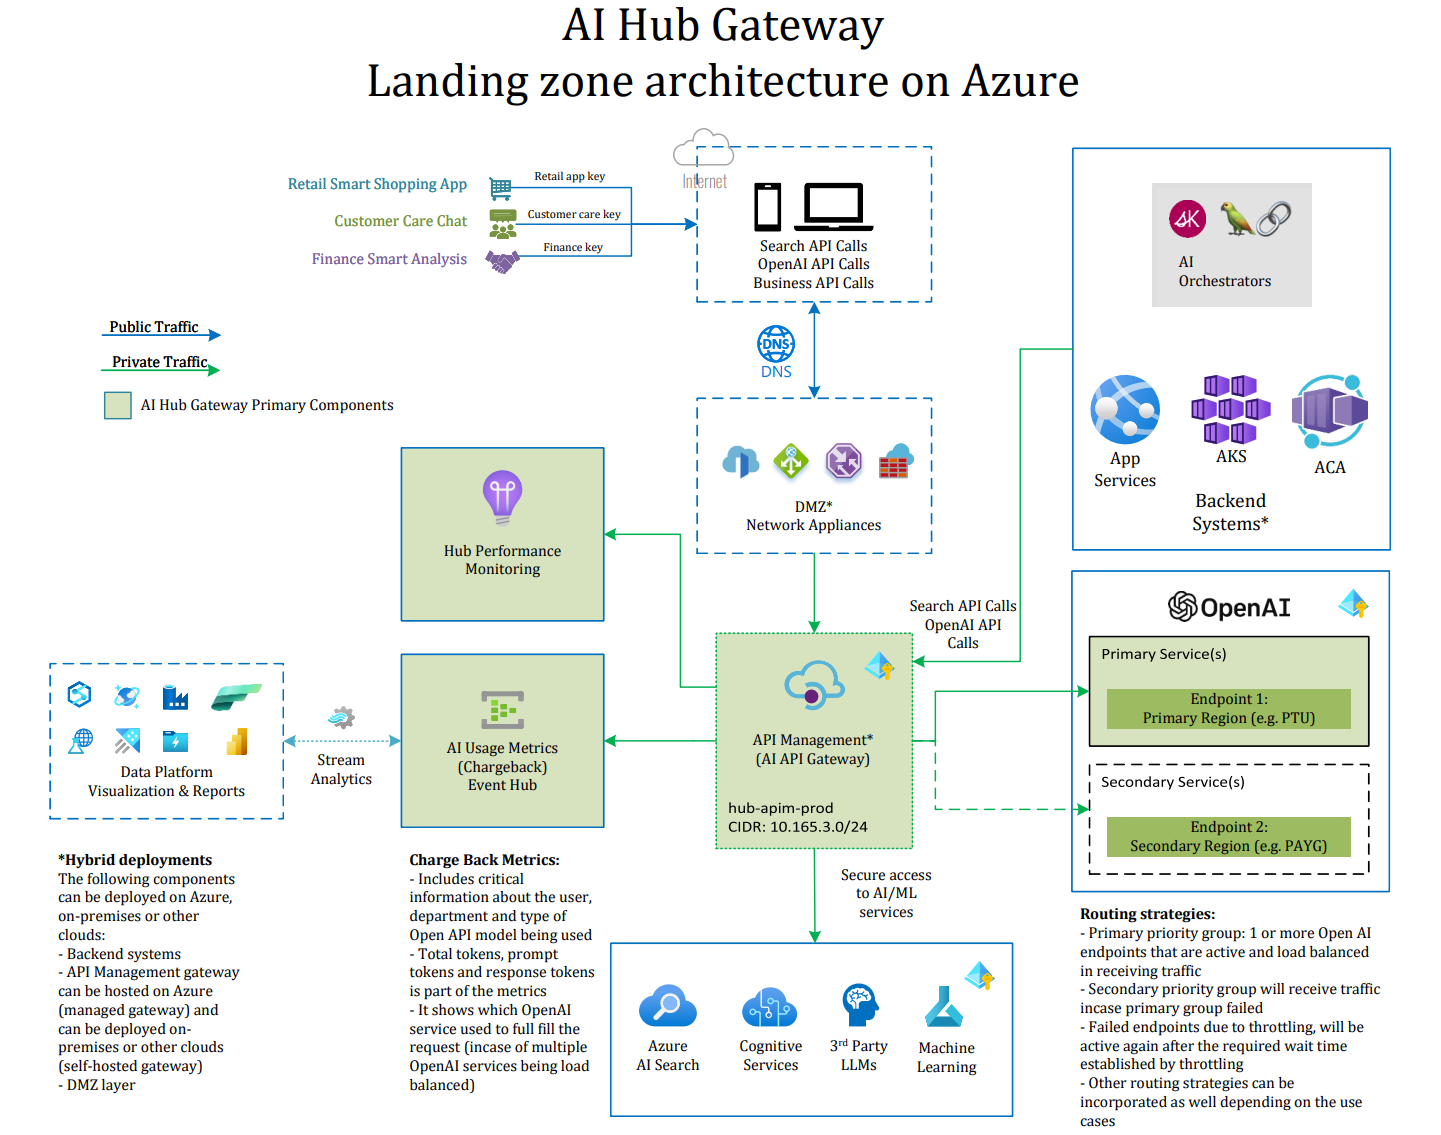 AI Hub Gateway
Landing zone architecture on Azure
Internet
Retail Smart Shopping App
Retail app key
Customer Care Chat
Customer care key
Finance Smart Analysis
Finance key
Search API Calls
OpenAI API Calls
Business API Calls
AI
Orchestrators
Public Traffic
Private Traffic
AI Hub Gateway Primary Components
DNS
DNS
App
Services
AKS
ACA
Backend
Systems*
DMZ*
Network Appliances
Hub Performance
Monitoring
Search API Calls
OpenAI API
Calls
OpenAI
Primary Service(s)
Endpoint 1:
Primary Region (e.g. PTU)
Secondary Service(s)
Endpoint 2:
Secondary Region (e.g. PAYG)
API Management*
(AI API Gateway)
hub-apim-prod
CIDR: 10.165.3.0/24
AI Usage Metrics
(Chargeback)
Event Hub
Stream
Analytics
Data Platform
Visualization & Reports
*Hybrid deployments
The following components
can be deployed on Azure,
on-premises or other
clouds:
- Backend systems
- API Management gateway
can be hosted on Azure
(managed gateway) and
can be deployed on-
premises or other clouds
(self-hosted gateway)
- DMZ layer
Charge Back Metrics:
- Includes critical
information about the user,
department and type of
Open API model being used
- Total tokens, prompt
tokens and response tokens
is part of the metrics
- It shows which OpenAI
service used to full fill the
request (incase of multiple
OpenAI services being load
balanced)
Secure access
to AI/ML
services
Azure
AI Search
Cognitive
Services
3rd Party
LLMs
Machine
Learning
Routing strategies:
- Primary priority group: 1 or more Open AI
endpoints that are active and load balanced
in receiving traffic
- Secondary priority group will receive traffic
incase primary group failed
- Failed endpoints due to throttling, will be
active again after the required wait time
established by throttling
- Other routing strategies can be
incorporated as well depending on the use
cases